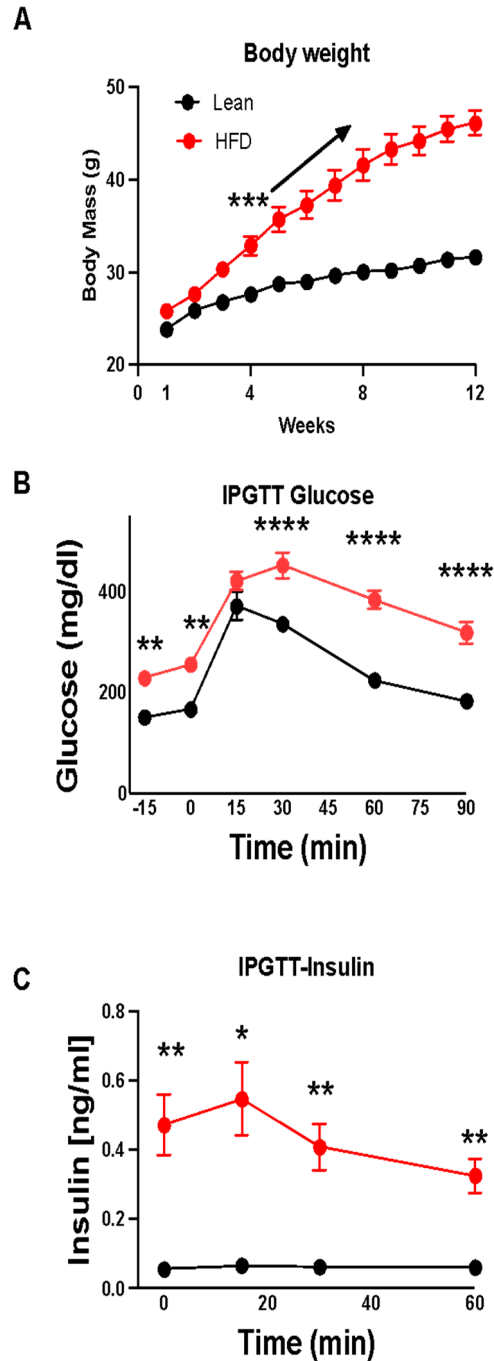 A
Body weight
50
Lean
HFD
40
***
Body Mass (g)
30
20
0 1 4 8 12
Weeks
B
IPGTT Glucose
****
****
****
400
**
**
Glucose (mg/dl)
200
0
-15 0 15 30 45 60 75 90
Time (min)
C
IPGTT-Insulin
0.8
**
*
**
**
0.6
Insulin [ng/ml]
0.4
0.2
0.0
0 20 40 60
Time (min)